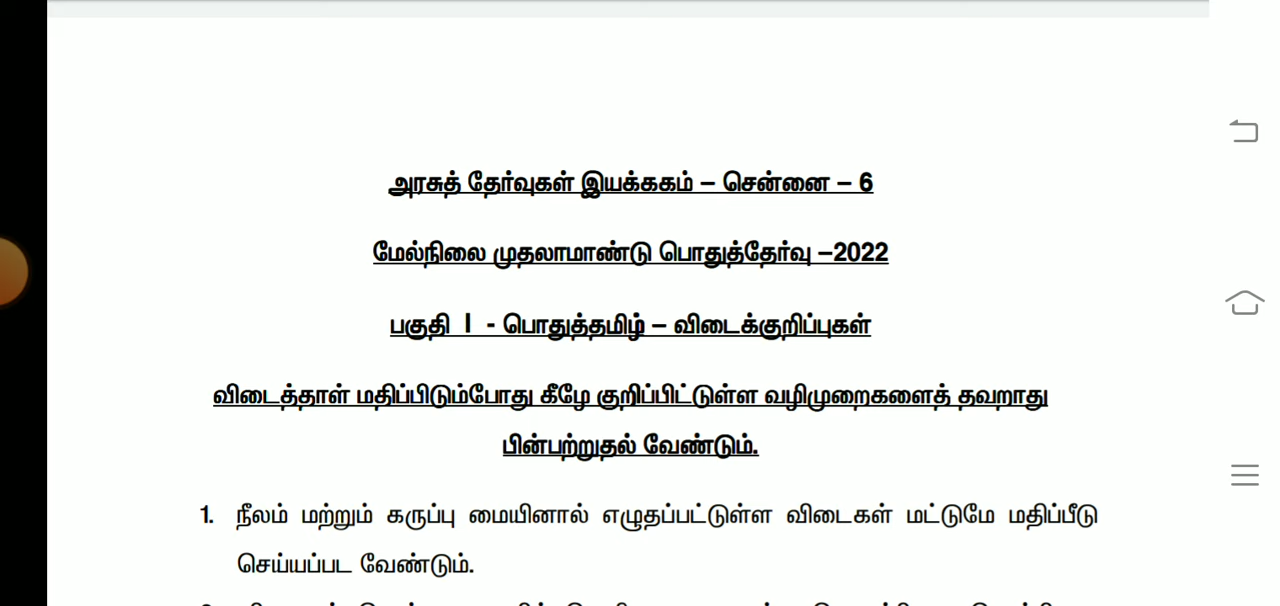 அரசுத் தேர்வுகள் இயக்ககம் – சென்னை – 6
மேல்நிலை முதலாமாண்டு பொதுத்தேர்வு –2022
பகுதி I - பொதுத்தமிழ் – விடைக்குறிப்புகள்
விடைத்தாள் மதிப்பிடும்போது கீழே குறிப்பிட்டுள்ள வழிமுறைகளைத் தவறாது
பின்பற்றுதல் வேண்டும்.
1. நீலம் மற்றும் கருப்பு மையினால் எழுதப்பட்டுள்ள விடைகள் மட்டுமே மதிப்பீடு
செய்யப்பட வேண்டும்.